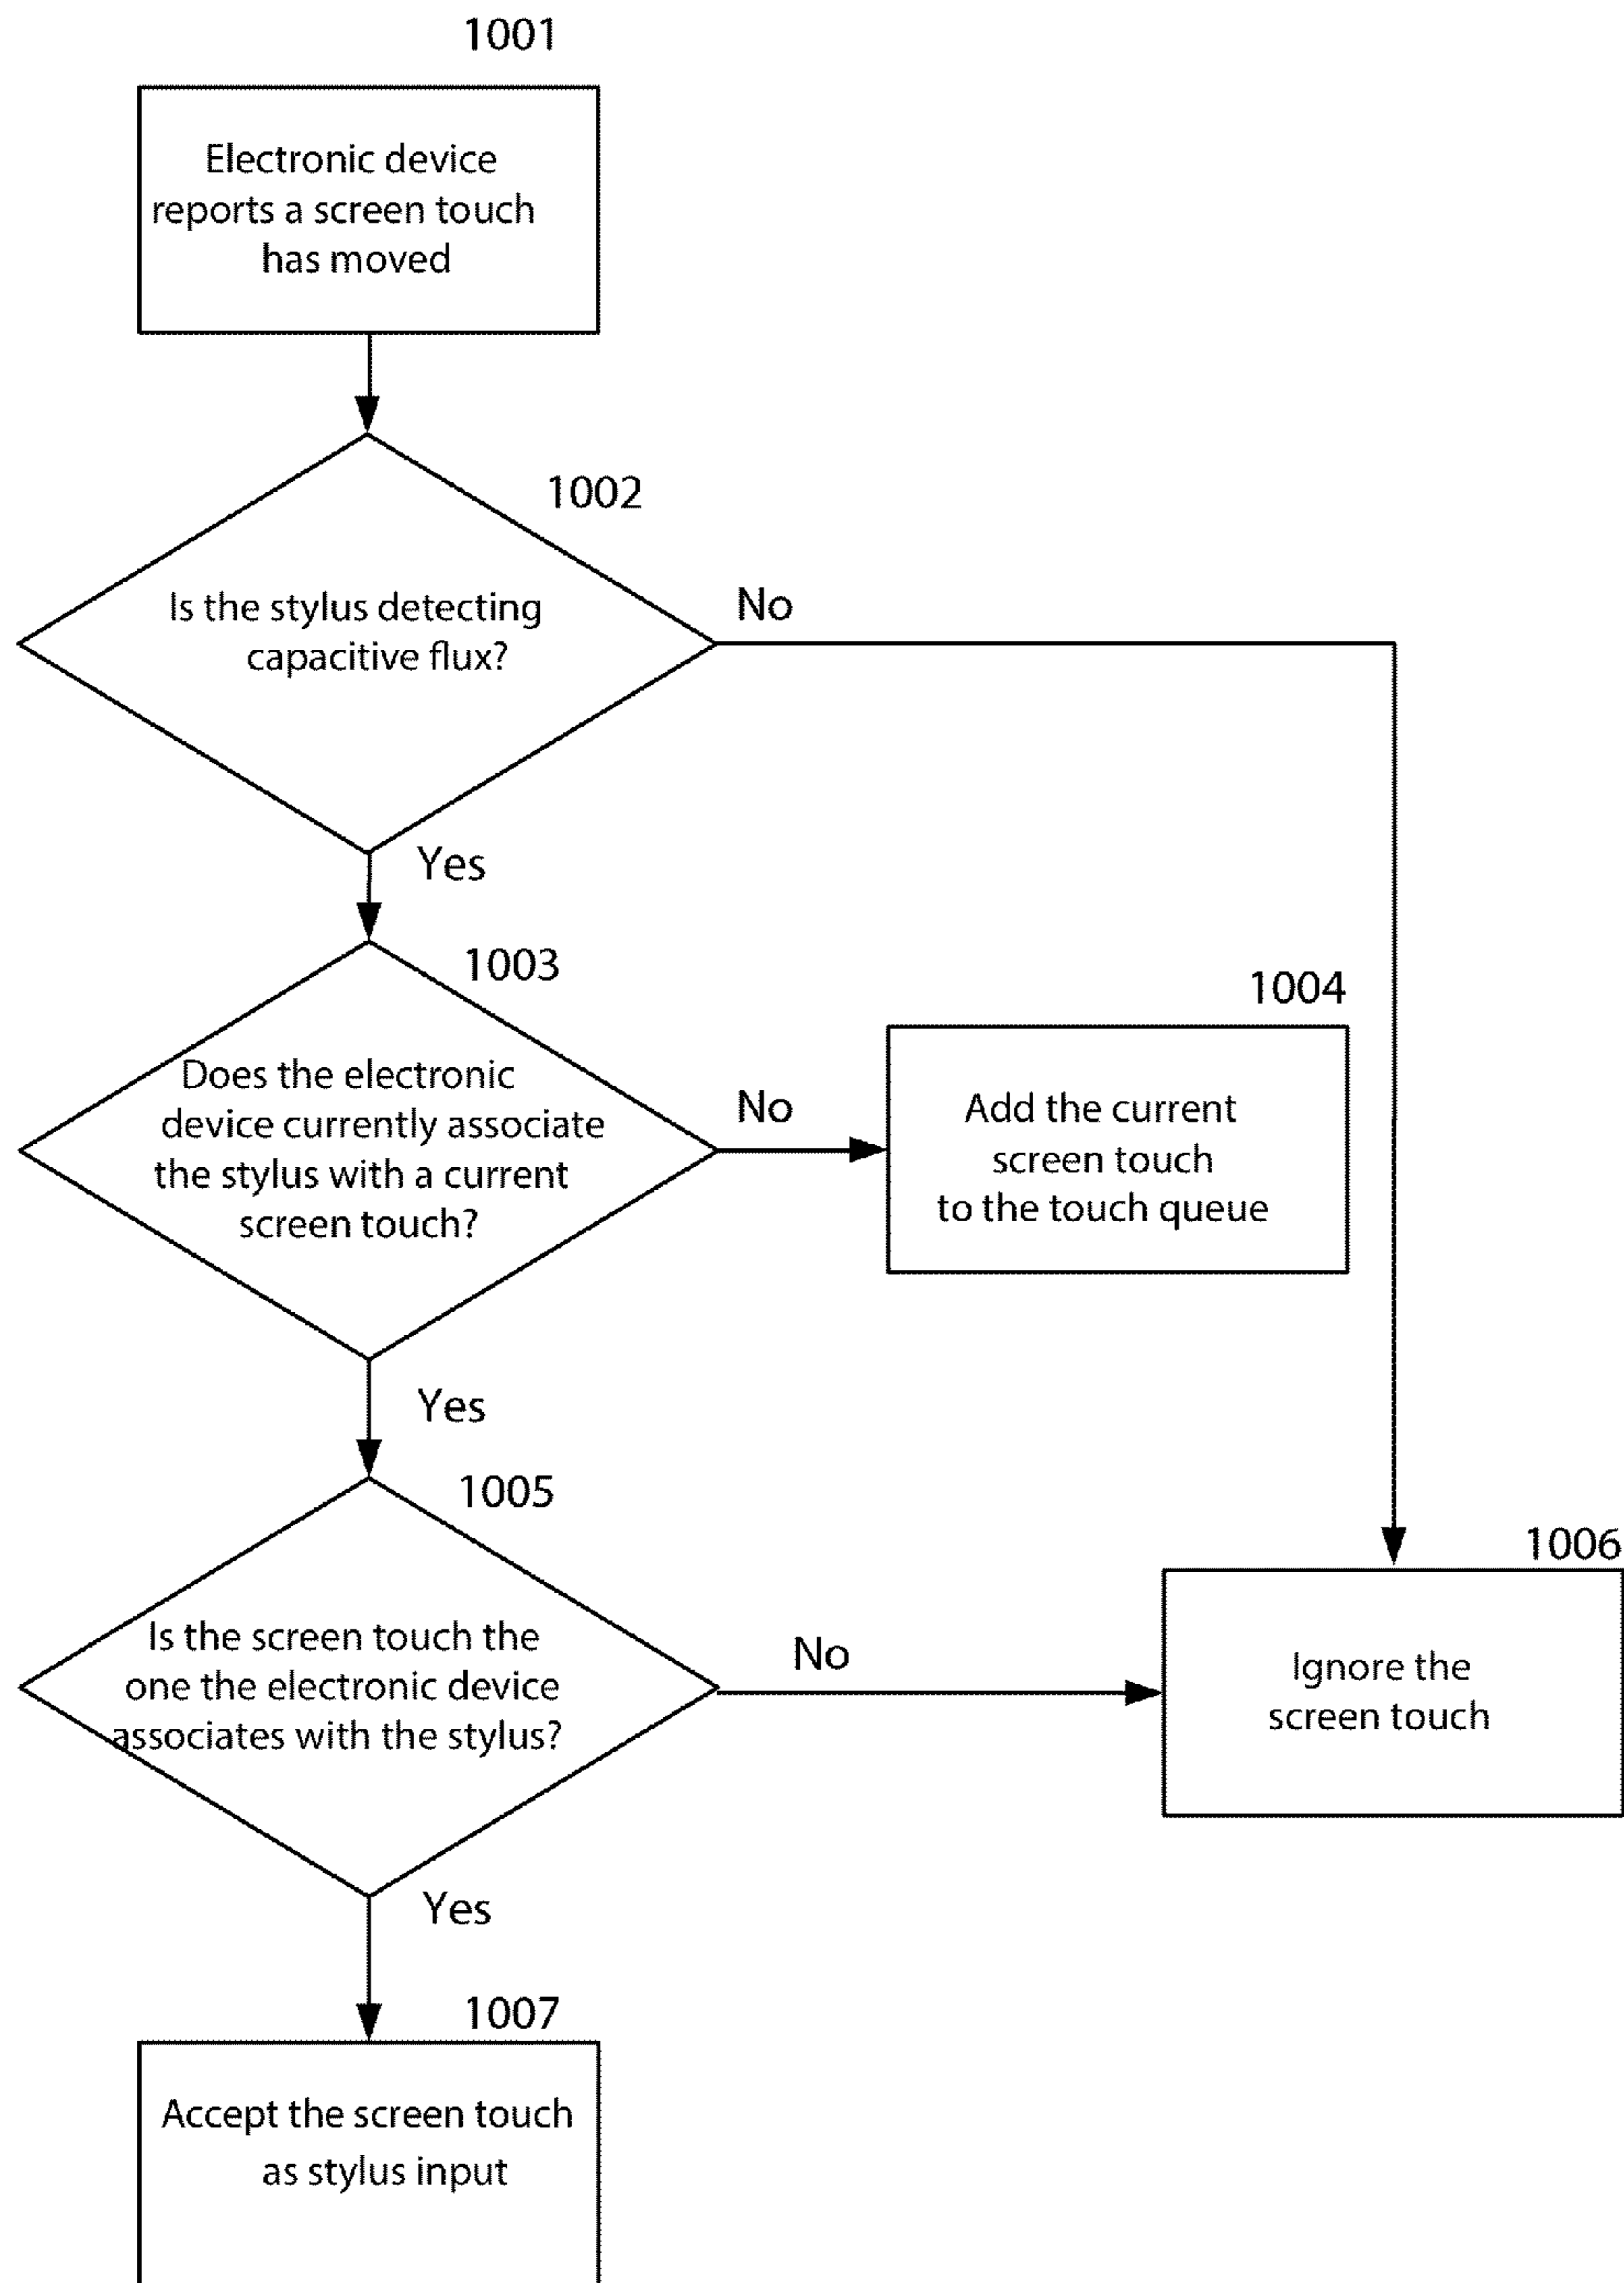 1001
Electronic device
reports a screen touch
has moved
1002
Is the stylus detecting
capacitive flux?
No
Yes
1003
Does the electronic
device currently associate
the stylus with a current
screen touch?
No
1004
Add the current
screen touch
to the touch queue
Yes
1005
Is the screen touch the
one the electronic device
associates with the stylus?
No
1006
Ignore the
screen touch
Yes
1007
Accept the screen touch
as stylus input